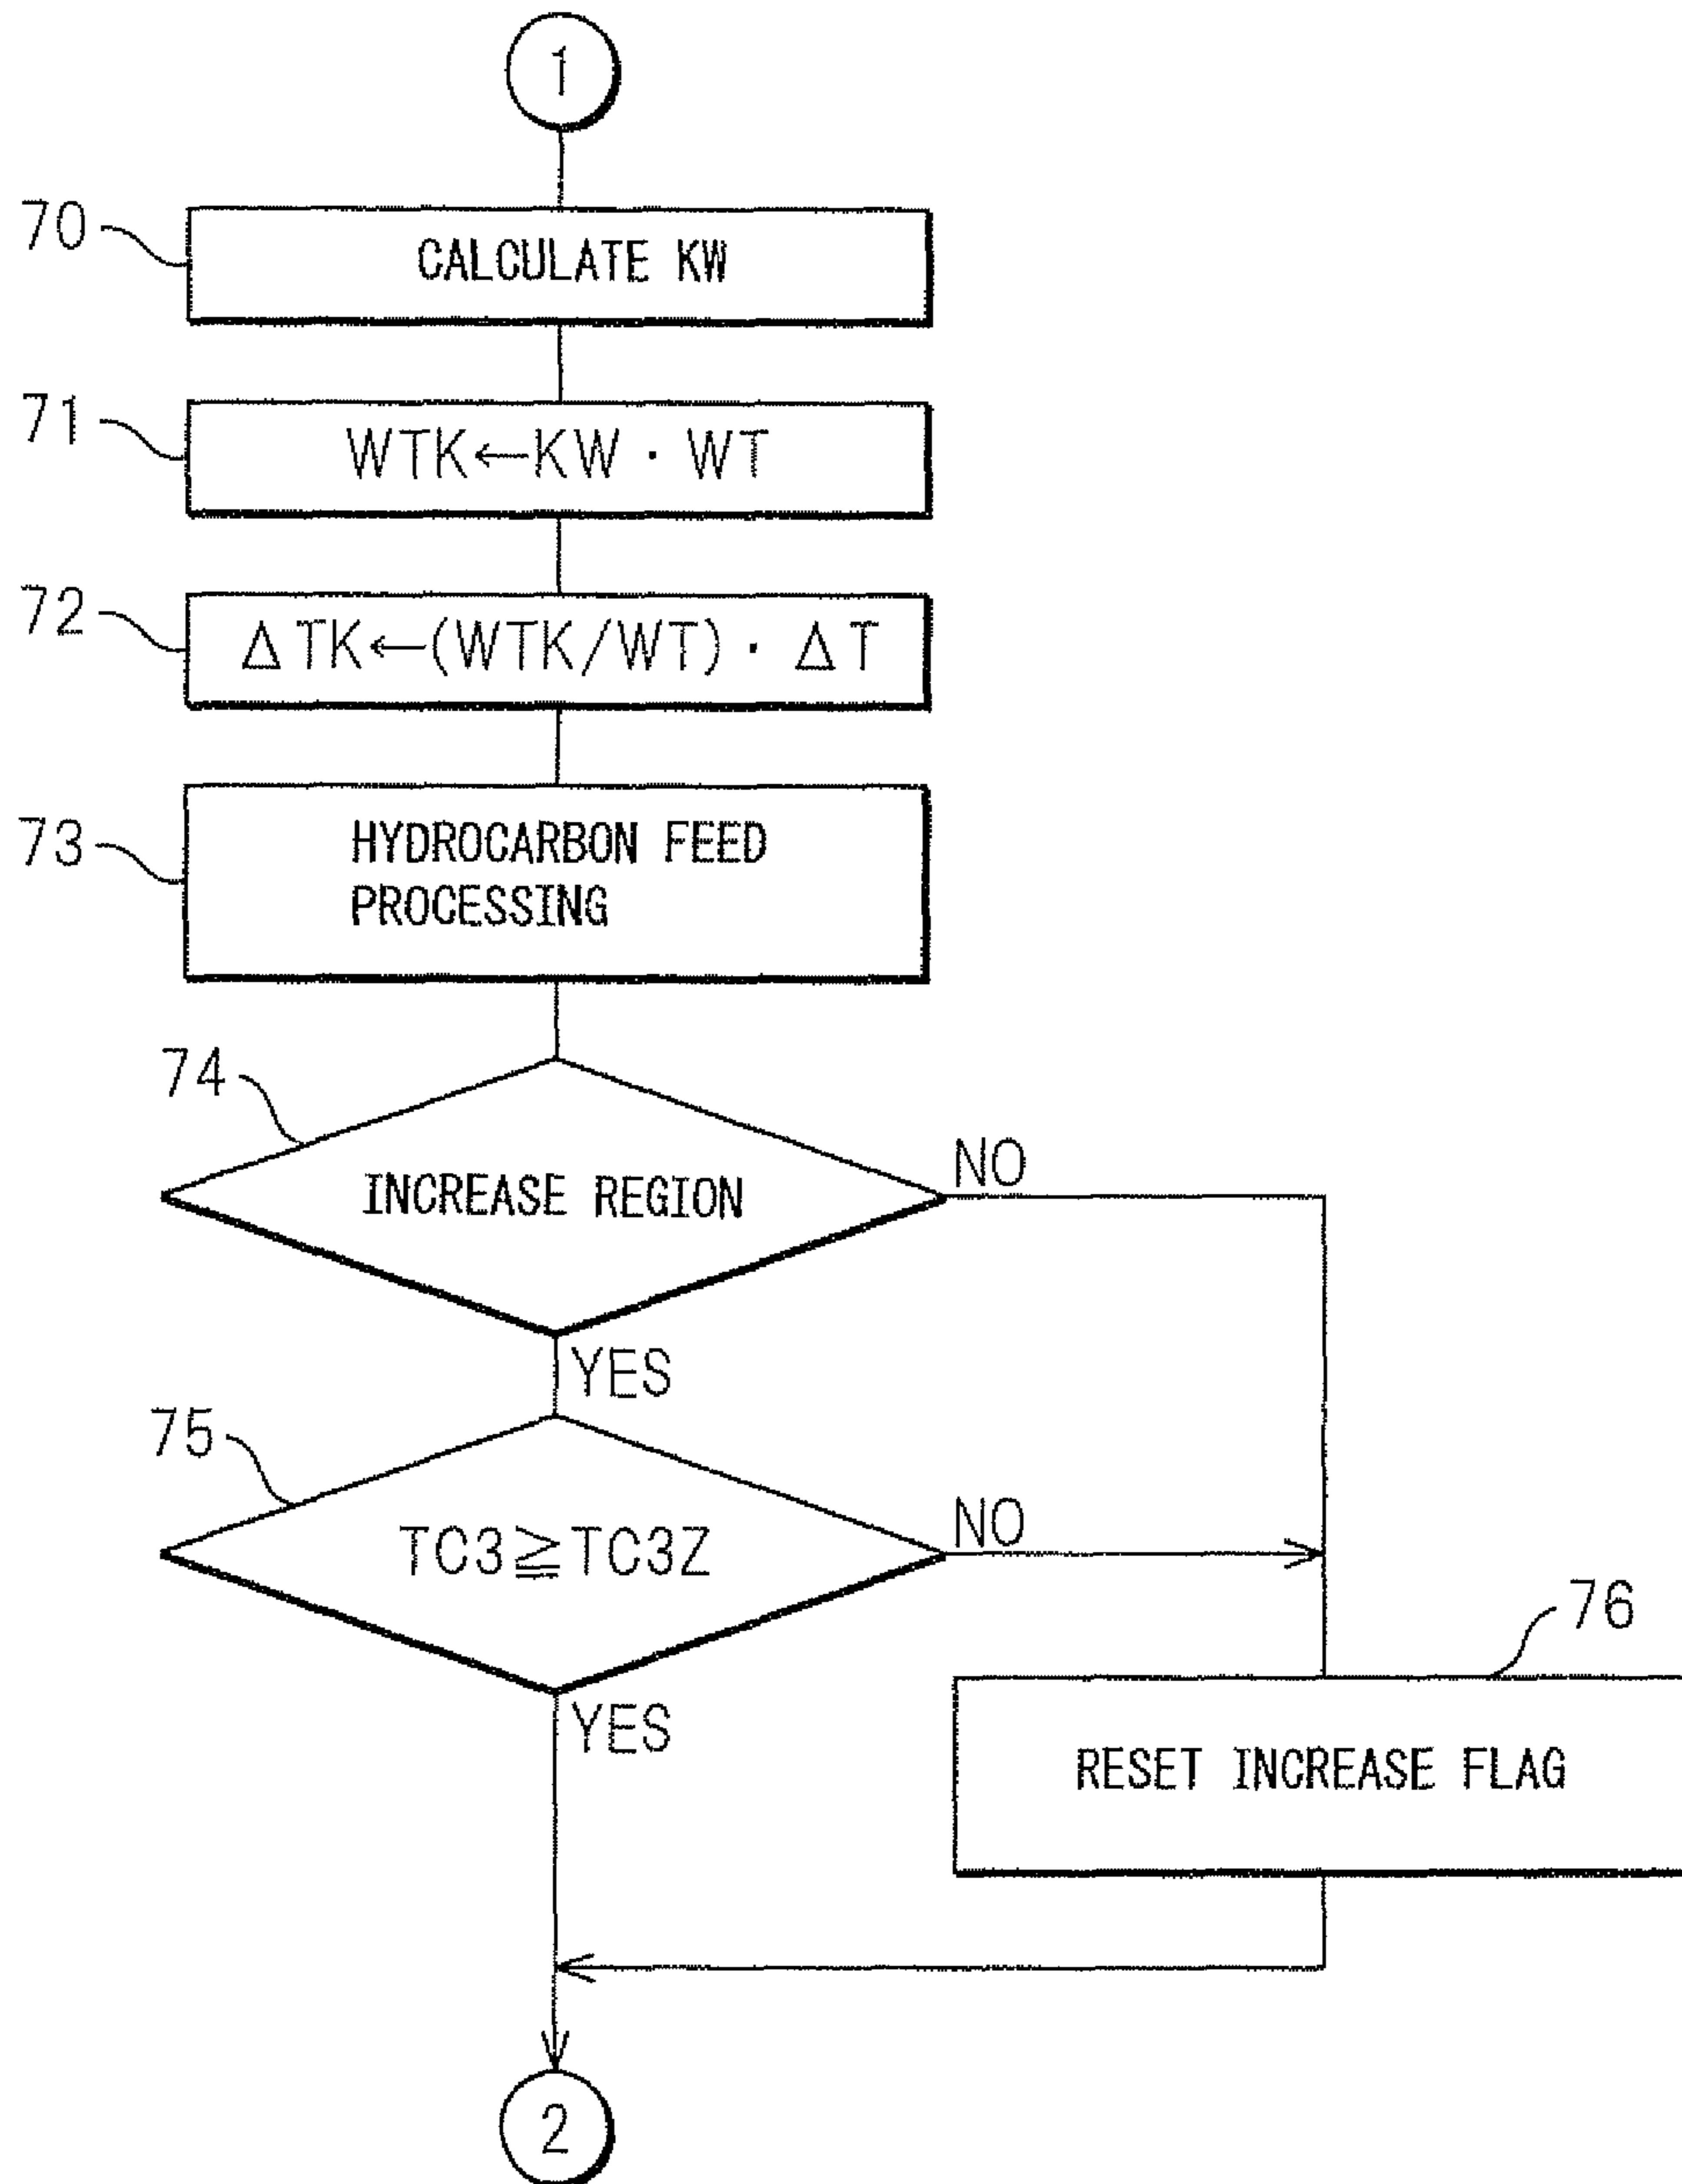 1
70
CALCULATE KW
71
WTK←KW · WT
72
ΔTK←(WTK/WT) · ΔT
73
HYDROCARBON FEED
PROCESSING
74
INCREASE REGION
NO
YES
75
TC3≧TC3Z
NO
YES
76
RESET INCREASE FLAG
2